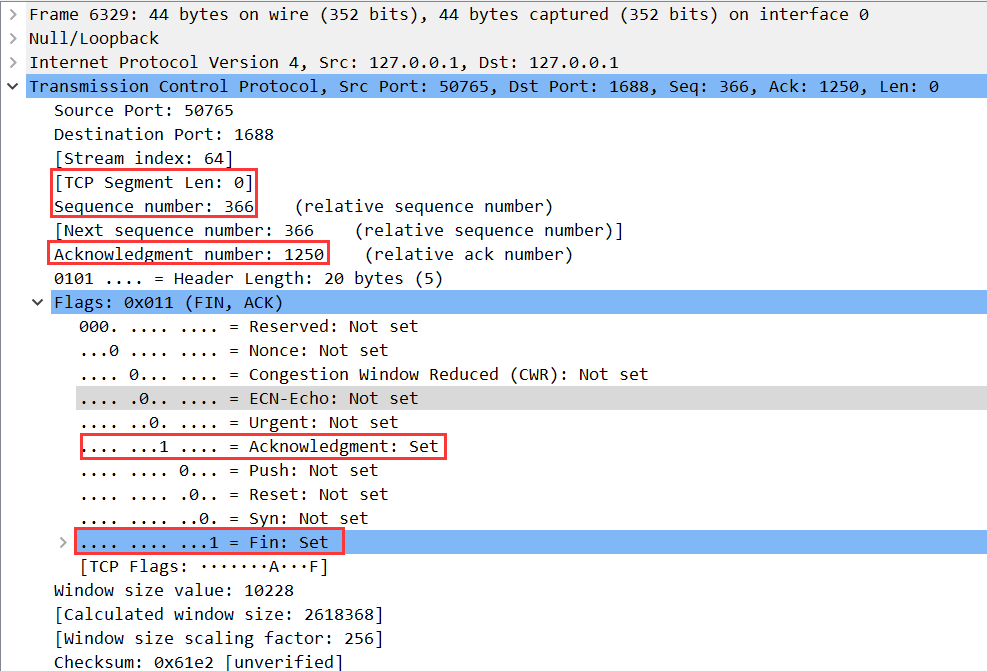 Frame 6329: 44 bytes on wire (352 bits), 44 bytes captured (352 bits) on interface 0
Null/Loopback
Internet Protocol Version 4, Src: 127.0.0.1, Dst: 127.0.0.1
Transmission Control Protocol, Src Port: 50765, Dst Port: 1688, Seq: 366, Ack: 1250, Len: 0
Source Port: 50765
Destination Port: 1688
[Stream index: 64]
[TCP Segment Len: 0]
Sequence number: 366    (relative sequence number)
[Next sequence number: 366    (relative sequence number)]
Acknowledgment number: 1250    (relative ack number)
0101 .... = Header Length: 20 bytes (5)
Flags: 0x011 (FIN, ACK)
000. .... .... = Reserved: Not set
...0 .... .... = Nonce: Not set
.... 0... .... = Congestion Window Reduced (CWR): Not set
.... .0.. .... = ECN-Echo: Not set
.... ..0. .... = Urgent: Not set
.... ...1 .... = Acknowledgment: Set
.... .... 0... = Push: Not set
.... .... .0.. = Reset: Not set
.... .... ..0. = Syn: Not set
.... .... ...1 = Fin: Set
[TCP Flags: ·······A···F]
Window size value: 10228
[Calculated window size: 2618368]
[Window size scaling factor: 256]
Checksum: 0x61e2 [unverified]